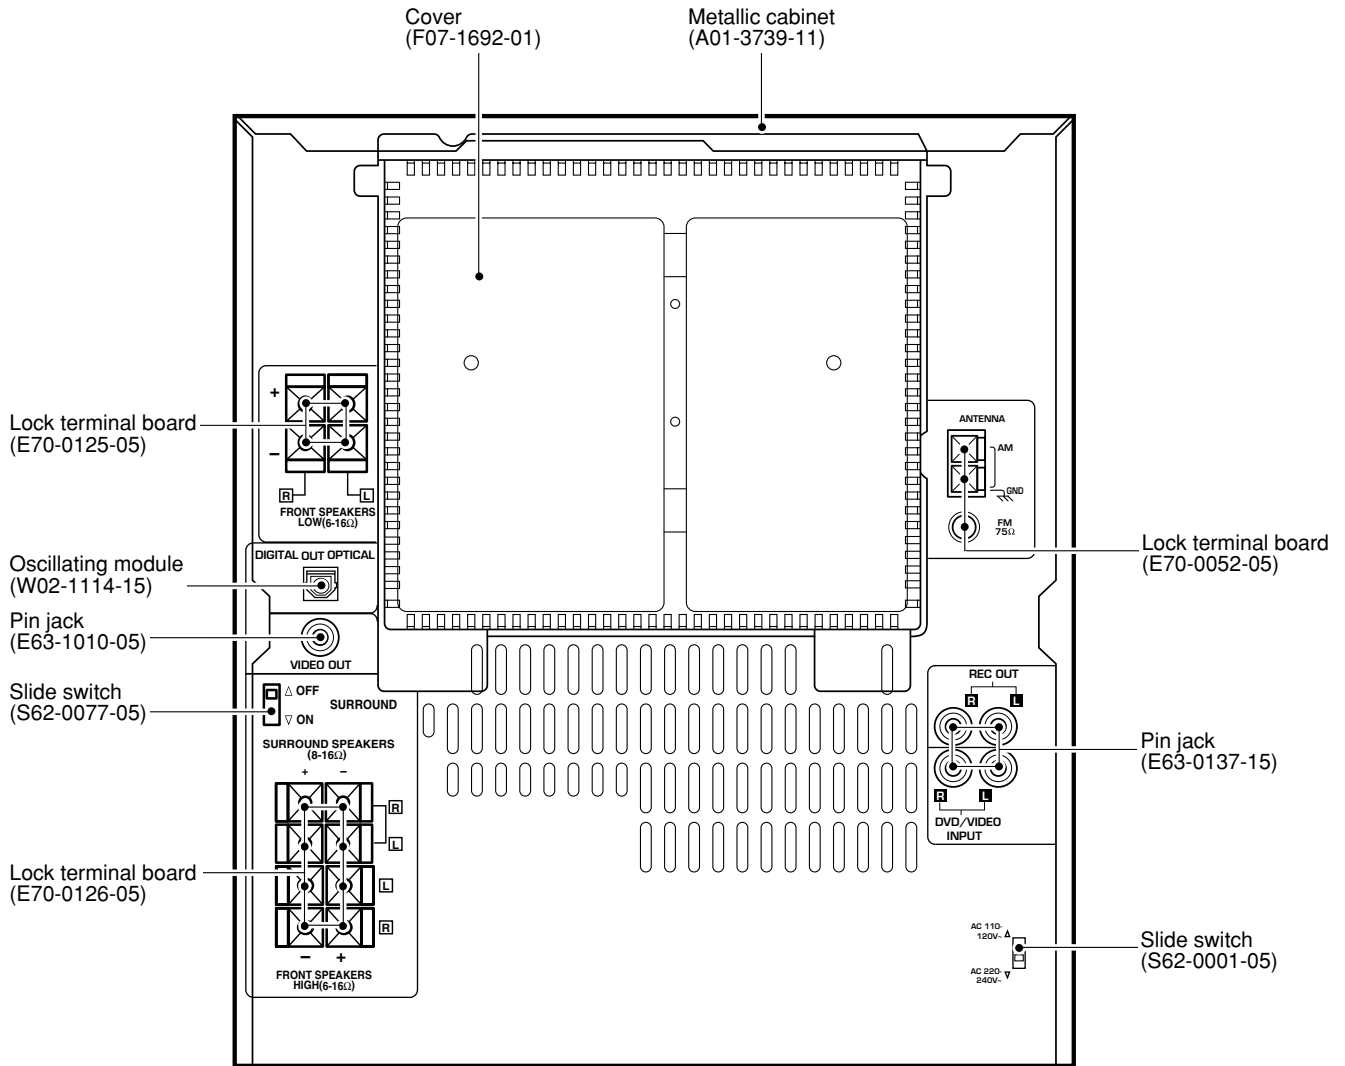 Cover
(F07-1692-01)
Metallic cabinet
(A01-3739-11)
Lock terminal board
(E70-0125-05)
+
−
R
L
FRONT SPEAKERS
LOW(6-16Ω)
Oscillating module
(W02-1114-15)
DIGITAL OUT OPTICAL
Pin jack
(E63-1010-05)
VIDEO OUT
Slide switch
(S62-0077-05)
△ OFF
SURROUND
▽ ON
SURROUND SPEAKERS
(8-16Ω)
+ −
R
L
L
R
Lock terminal board
(E70-0126-05)
− +
FRONT SPEAKERS
HIGH(6-16Ω)
ANTENNA
AM
GND
FM
75Ω
Lock terminal board
(E70-0052-05)
REC OUT
R L
Pin jack
(E63-0137-15)
R L
DVD/VIDEO
INPUT
AC 110-
120V~ △
Slide switch
(S62-0001-05)
AC 220-
240V~ ▽